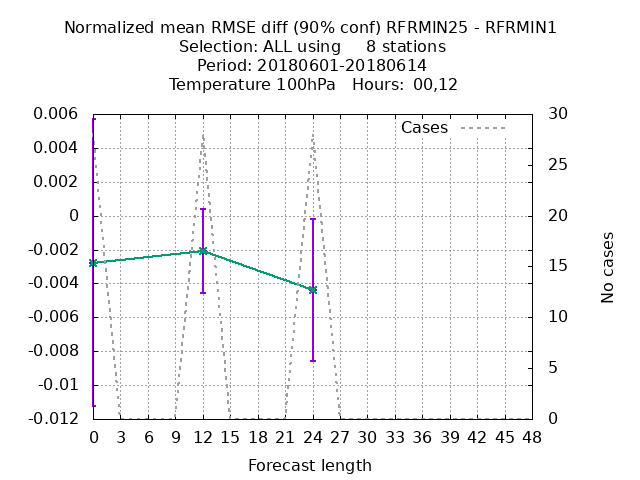 Normalized mean RMSE diff (90% conf) RFRMIN25 - RFRMIN1
Selection: ALL using     8 stations
Period: 20180601-20180614
Temperature 100hPa   Hours: 00,12
Cases
0.006
0.004
0.002
0
-0.002
-0.004
-0.006
-0.008
-0.01
-0.012
30
25
20
15
10
5
0
No cases
0 3 6 9 12 15 18 21 24 27 30 33 36 39 42 45 48
Forecast length